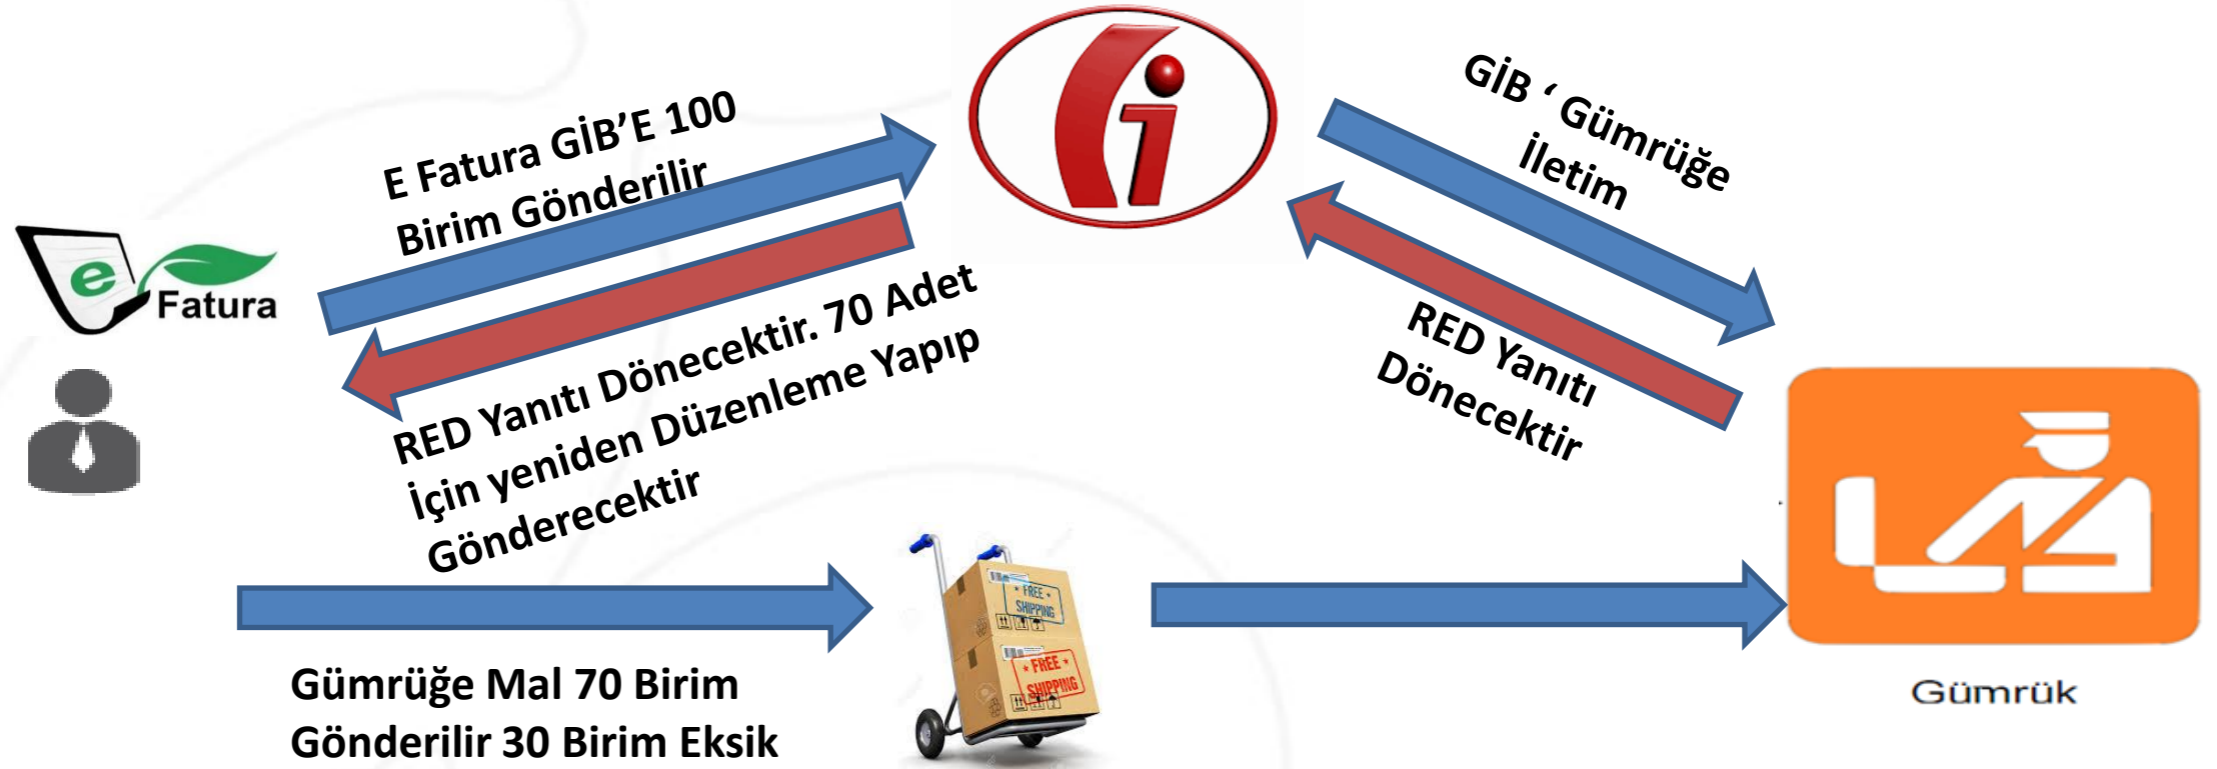 E Fatura GİB'E 100
Birim Gönderilir
GİB ‘ Gümrüğe
İletim
e
Fatura
RED Yanıtı Dönecektir. 70 Adet
İçin yeniden Düzenleme Yapıp
Gönderecektir
RED Yanıtı
Dönecektir
FREE
SHIPPING
FREE
SHIPPING
Gümrüğe Mal 70 Birim
Gönderilir 30 Birim Eksik
Gümrük